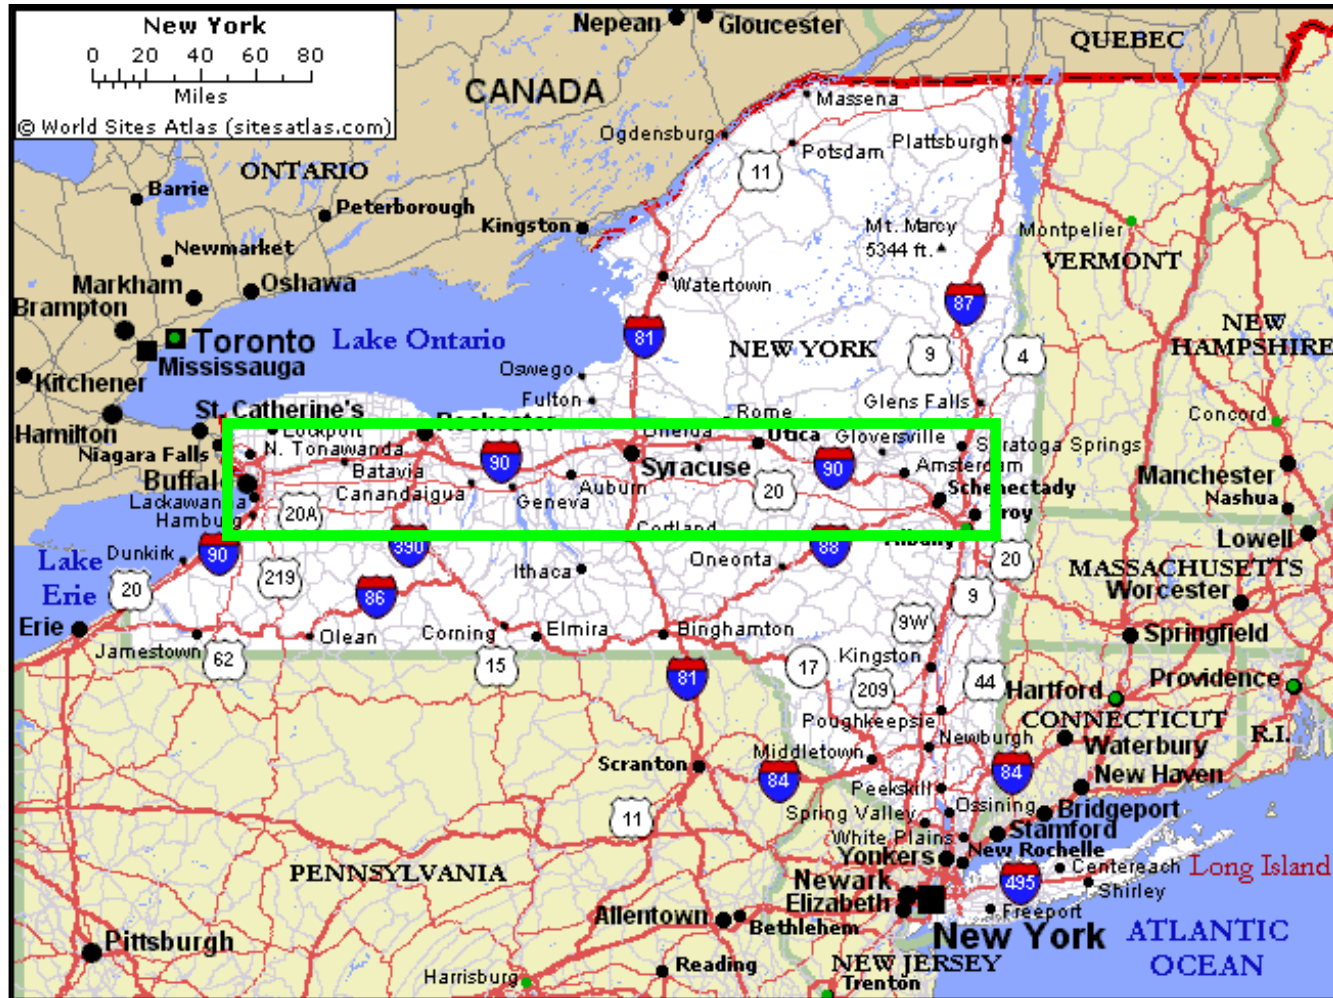 New York
0 20 40 60 80
Miles
© World Sites Atlas (sitesatlas.com)
Nepean
Gloucester
QUEBEC
CANADA
Massena
Ogdensburg
Potsdam
Plattsburgh
11
ONTARIO
Barrie
Peterborough
Kingston
Mt. Marcy
5344 ft.
Montpelier
VERMONT
Newmarket
Markham
Oshawa
Watertown
87
Brampton
Toronto
Lake Ontario
81
NEW YORK
9
4
NEW
HAMPSHIRE
Mississauga
Kitchener
Oswego
Fulton
Glens Falls
St. Catherine's
Rochester
Rome
Concord
Hamilton
Lockport
Oneida
Utica
Gloversville
Saratoga Springs
Niagara Falls
N. Tonawanda
Batavia
90
Syracuse
90
Amsterdam
Manchester
Buffalo
Canandaigua
Geneva
Auburn
20
Schenectady
Nashua
Lackawanna
Hamburg
20A
Cortland
Troy
Albany
Lowell
Dunkirk
90
390
88
Oneonta
20
Lake
Erie
20
219
86
Ithaca
9
MASSACHUSETTS
Worcester
Erie
Jamestown
62
Olean
Corning
15
Elmira
Binghamton
9W
Springfield
81
17
Kingston
209
44
Hartford
Providence
Poughkeepsie
CONNECTICUT
R.I.
Middletown
Newburgh
Waterbury
Scranton
84
84
New Haven
Peekskill
11
Spring Valley
Ossining
Bridgeport
White Plains
Stamford
PENNSYLVANIA
Yonkers
New Rochelle
Centereach
Long Island
Newark
495
Shirley
Elizabeth
Freeport
Allentown
Bethlehem
New York
ATLANTIC
OCEAN
Pittsburgh
NEW JERSEY
Harrisburg
Reading
Trenton